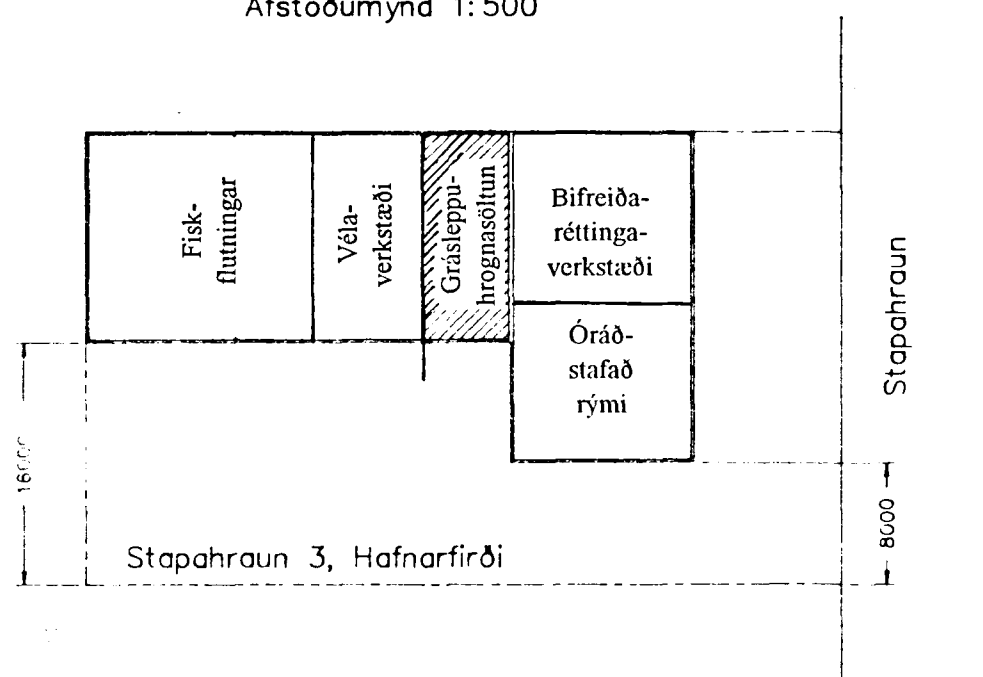 Afstöðumynd 1:500
Fisk-
flutningar
Véla-
verkstæði
Grásleppu-
hrognasöltun
Bifreiða-
réttinga-
verkstæði
Óráð-
stafað
rými
Stapahraun
16000
8000
Stapahraun 3, Hafnarfirði